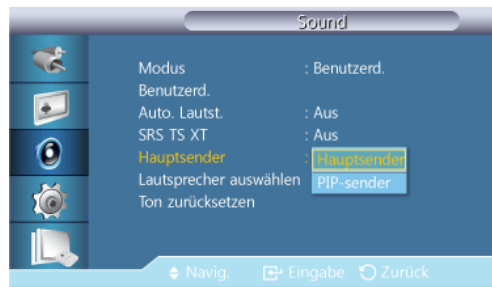 Sound
Modus : Benutzerd.
Benutzerd.
Auto. Lautst. : Aus
SRS TS XT : Aus
Hauptsender : Hauptsender
Lautsprecher auswählen PIP-sender
Ton zurücksetzen
Navig. Eingabe Zurück